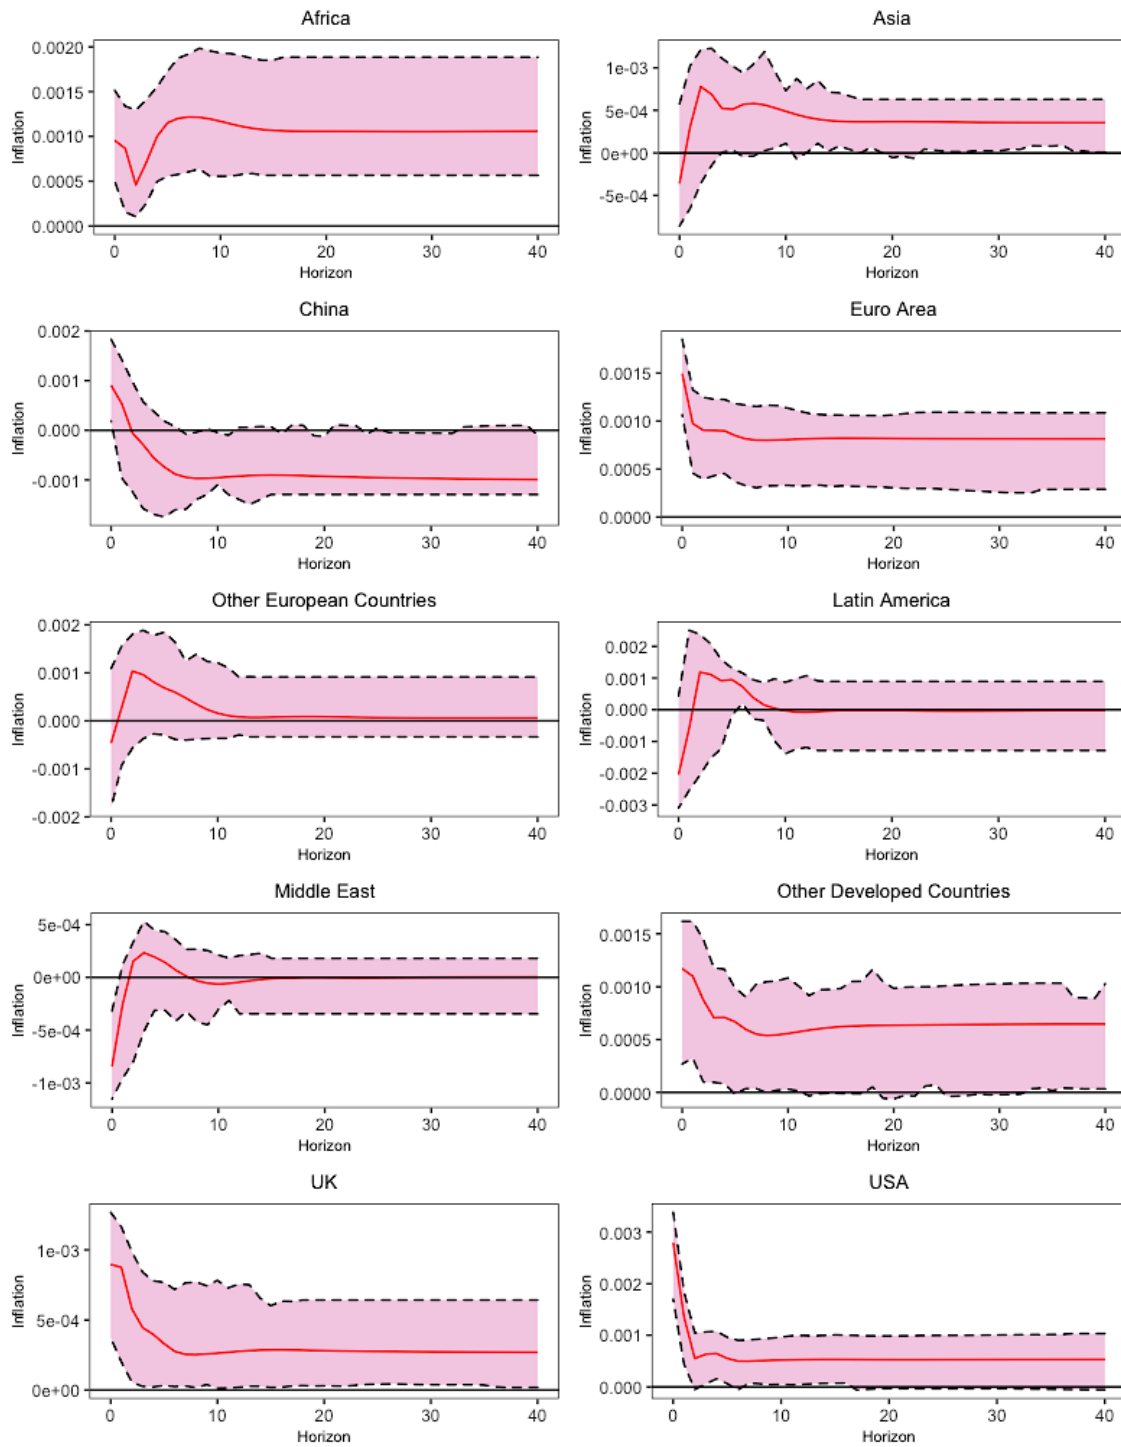 Africa
Inflation
0.0020
0.0015
0.0010
0.0005
0.0000
0 10 20 30 40
Horizon
Asia
Inflation
1e-03
5e-04
0e+00
-5e-04
0 10 20 30 40
Horizon
China
Inflation
0.002
0.001
0.000
-0.001
0 10 20 30 40
Horizon
Euro Area
Inflation
0.0015
0.0010
0.0005
0.0000
0 10 20 30 40
Horizon
Other European Countries
Inflation
0.002
0.001
0.000
-0.001
-0.002
0 10 20 30 40
Horizon
Latin America
Inflation
0.002
0.001
0.000
-0.001
-0.002
-0.003
0 10 20 30 40
Horizon
Middle East
Inflation
5e-04
0e+00
-5e-04
-1e-03
0 10 20 30 40
Horizon
Other Developed Countries
Inflation
0.0015
0.0010
0.0005
0.0000
0 10 20 30 40
Horizon
UK
Inflation
1e-03
5e-04
0e+00
0 10 20 30 40
Horizon
USA
Inflation
0.003
0.002
0.001
0.000
0 10 20 30 40
Horizon